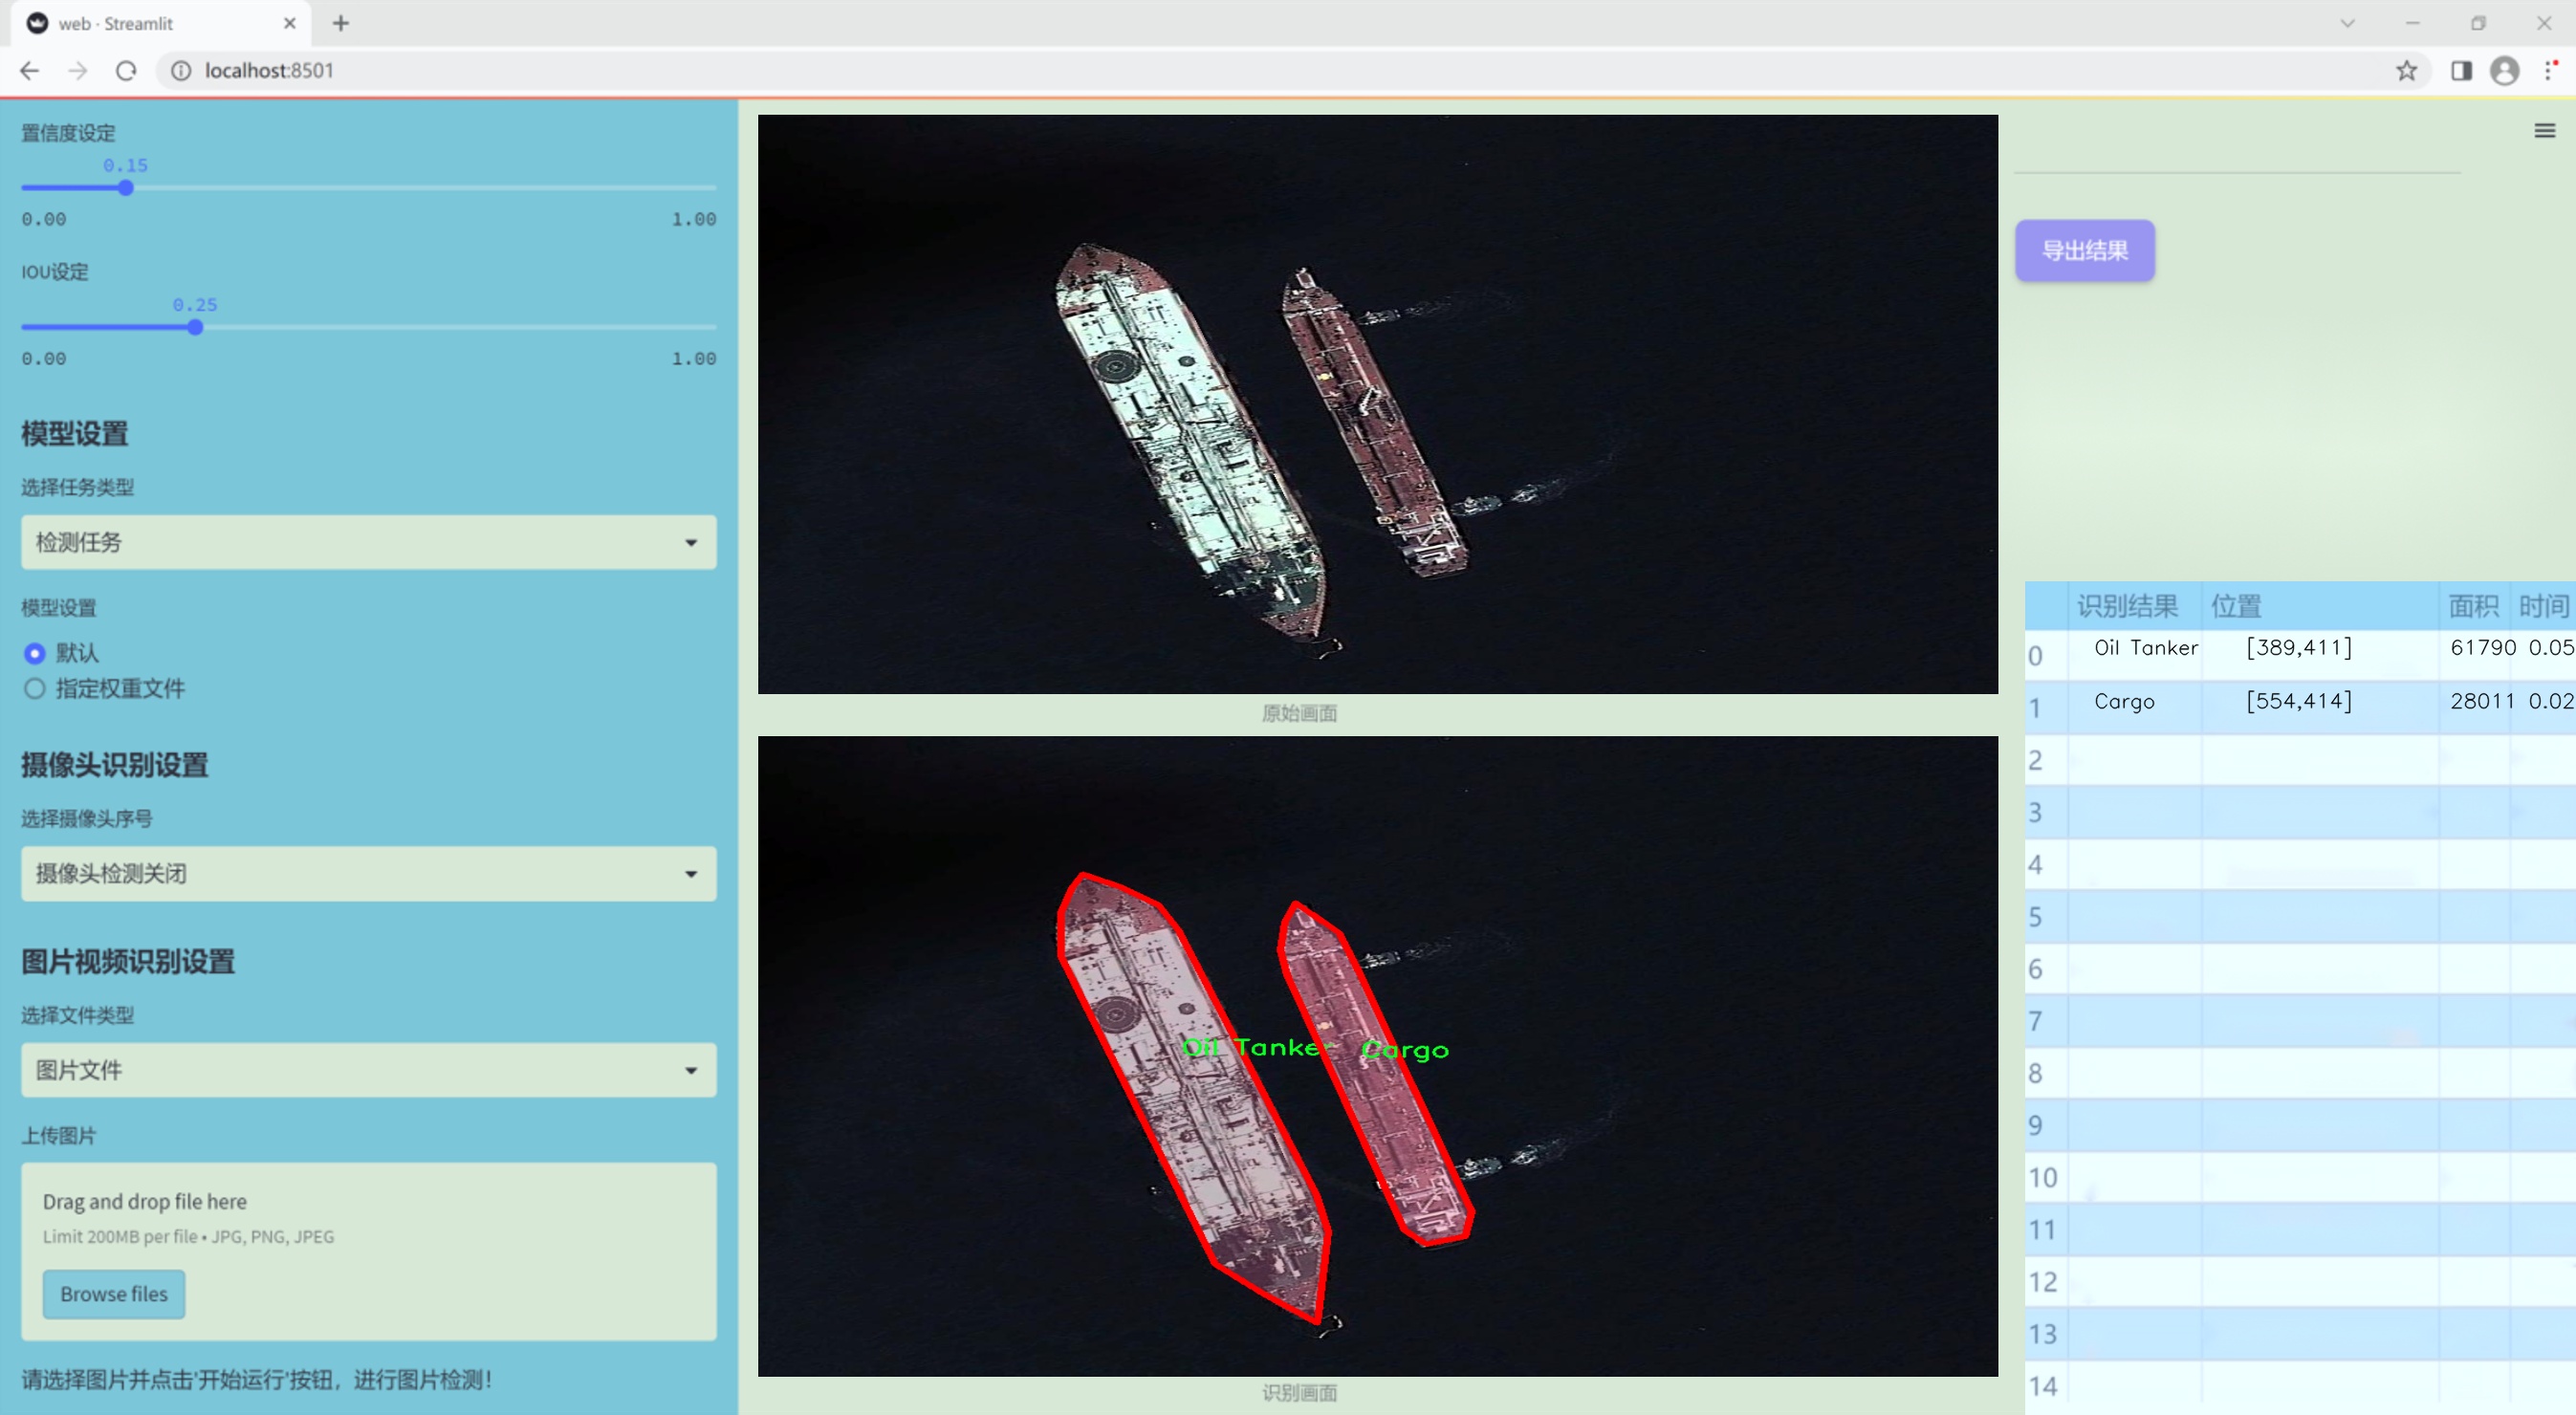 web · Streamlit
localhost:8501
置信度设定
0.15
0.00 1.00
IOU设定
0.25
0.00 1.00
模型设置
选择任务类型
检测任务
模型设置
默认
指定权重文件
摄像头识别设置
选择摄像头序号
摄像头检测关闭
图片视频识别设置
选择文件类型
图片文件
上传图片
Drag and drop file here
Limit 200MB per file • JPG, PNG, JPEG
Browse files
请选择图片并点击'开始运行'按钮，进行图片检测！
原始画面
Oil Tanker Cargo
识别画面
导出结果
识别结果 位置 面积 时间
0 Oil Tanker [389,411] 61790 0.05
1 Cargo [554,414] 28011 0.02
2
3
4
5
6
7
8
9
10
11
12
13
14